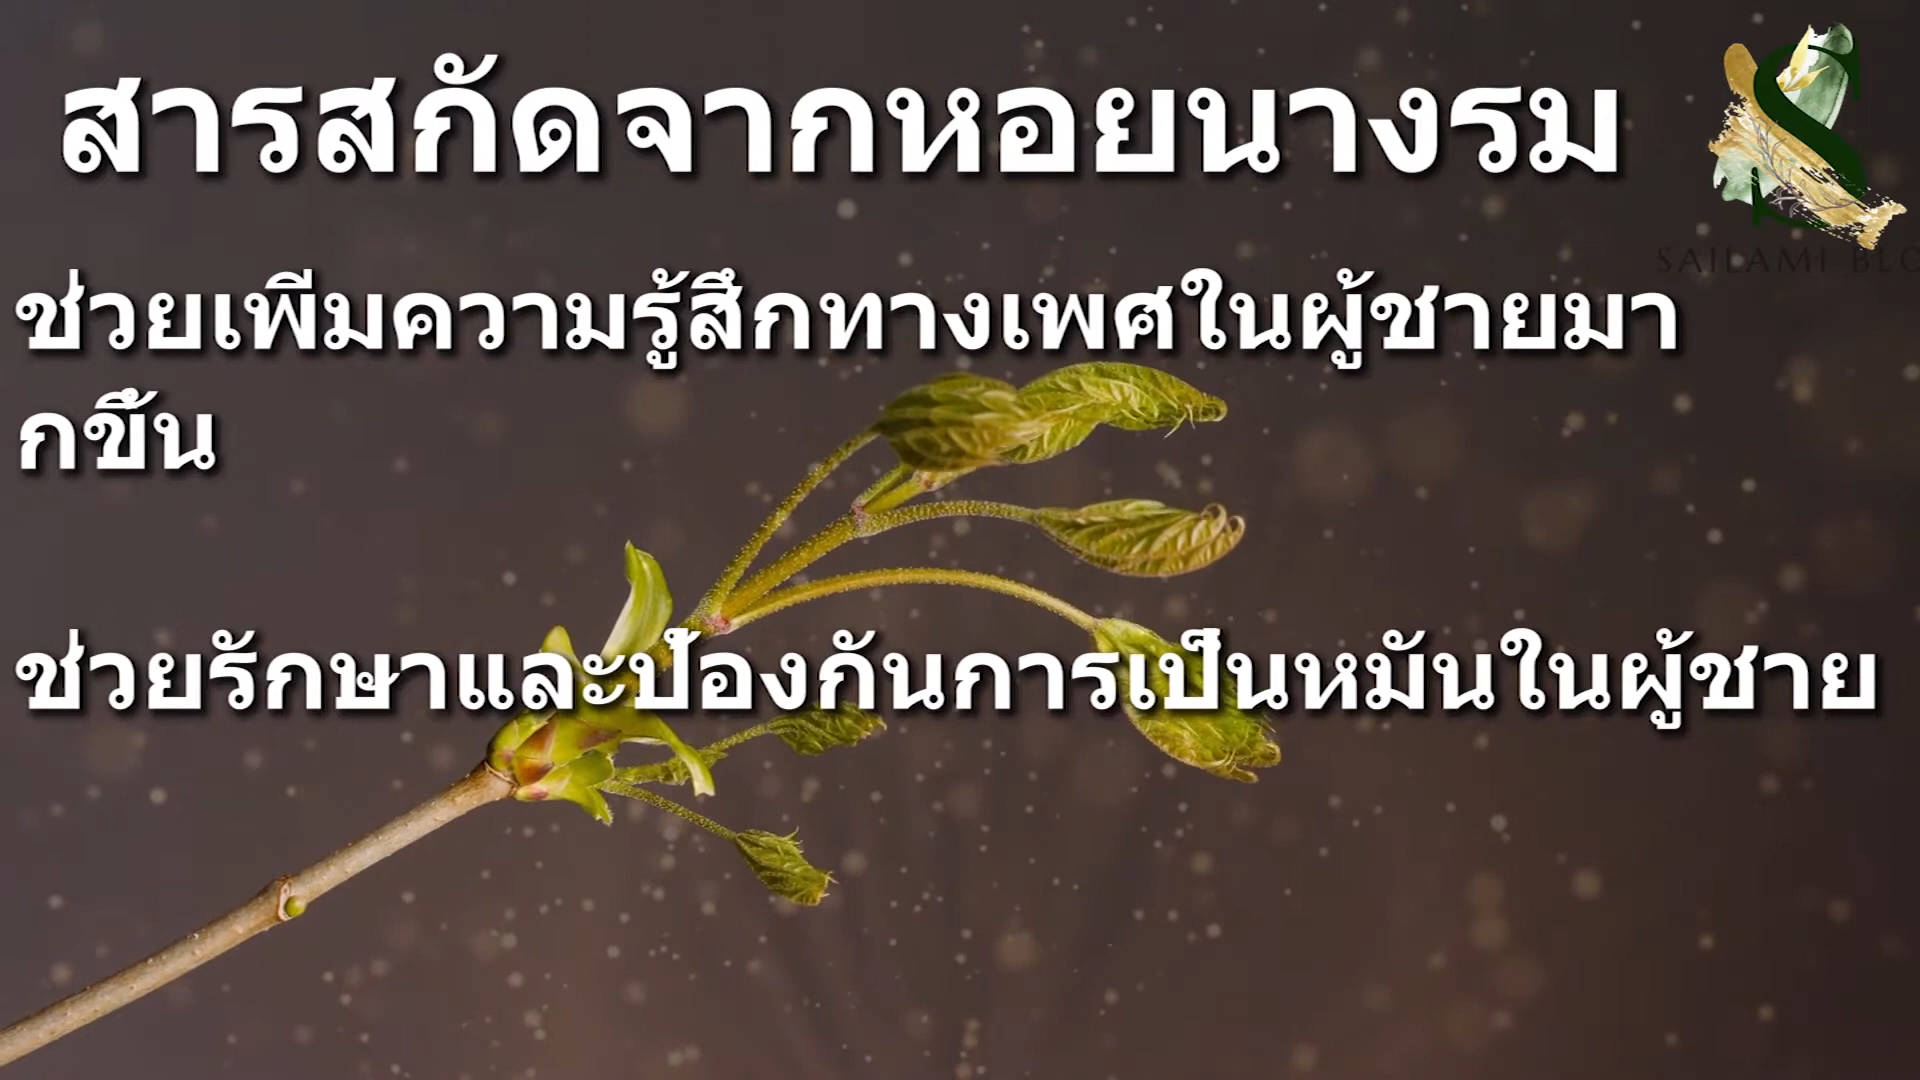 สารสกัดจากหอยนางรม
SAILAMI BLO
ช่วยเพิ่มความรู้สึกทางเพศในผู้ชายมา
กขึ้น
ช่วยรักษาและป้องกันการเป็นหมันในผู้ชาย